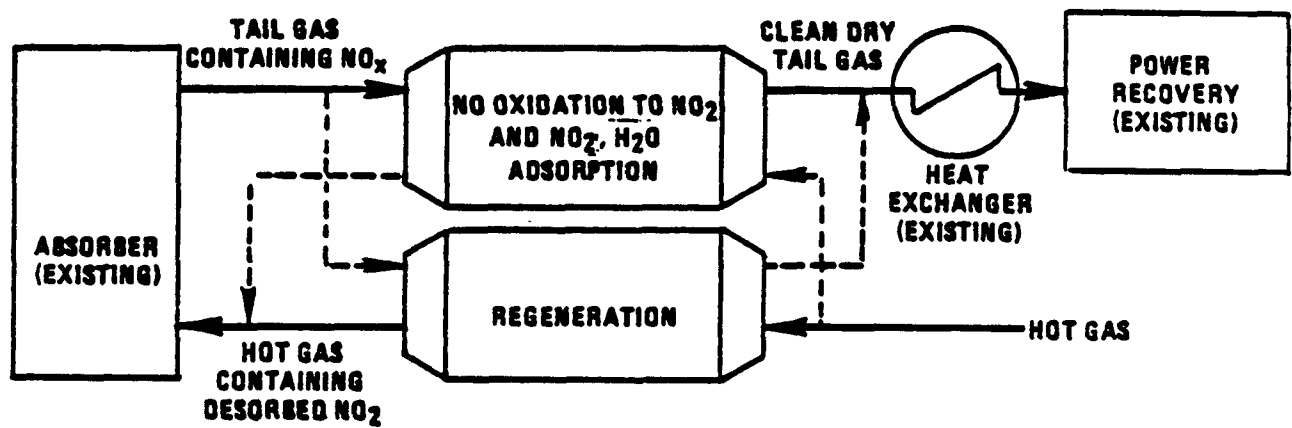 TAIL GAS
CONTAINING NOx
CLEAN DRY
TAIL GAS
POWER
RECOVERY
(EXISTING)
NO OXIDATION TO NO2
AND NO2, H2O
ADSORPTION
HEAT
EXCHANGER
(EXISTING)
ABSORBER
(EXISTING)
REGENERATION
HOT GAS
HOT GAS
CONTAINING
DESORBED NO2